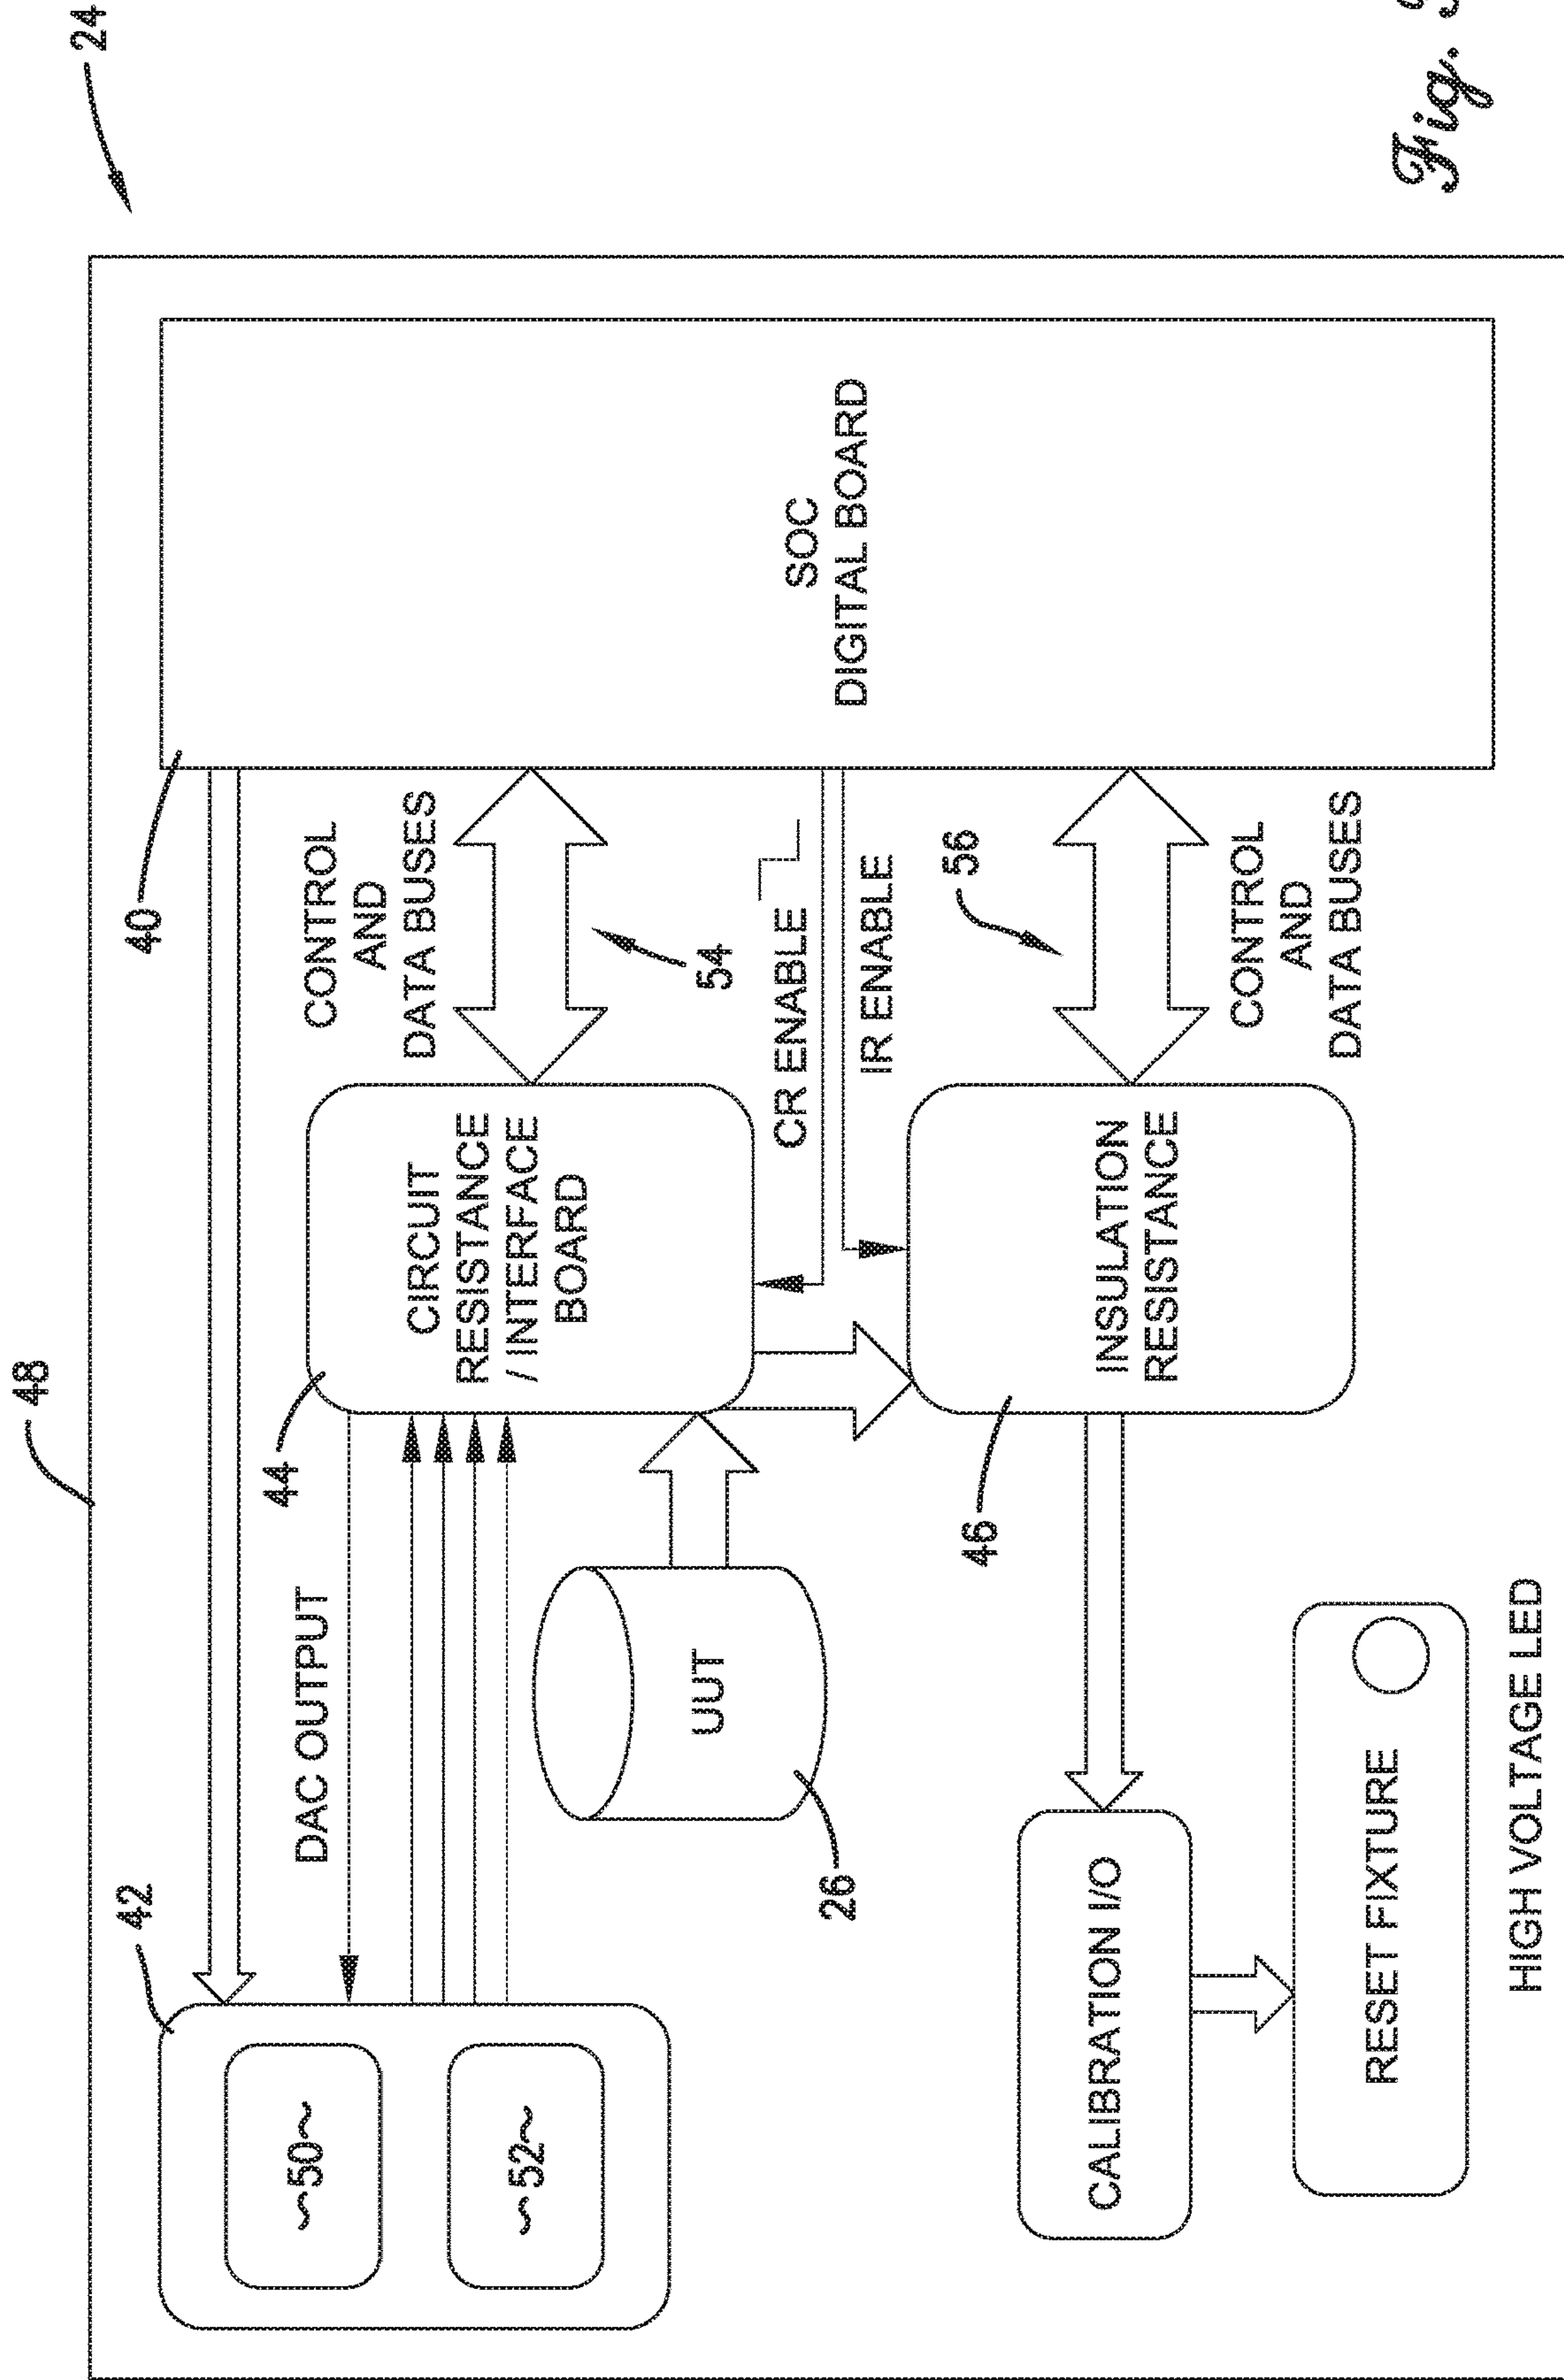 48
24
42
40
~50~
DAC OUTPUT
44
CONTROL
AND
DATA BUSES
CIRCUIT
RESISTANCE
/ INTERFACE
BOARD
~52~
54
UUT
26
CR ENABLE
IR ENABLE
SOC
DIGITAL BOARD
46
56
INSULATION
RESISTANCE
CONTROL
AND
DATA BUSES
CALIBRATION I/O
RESET FIXTURE
HIGH VOLTAGE LED
Fig.